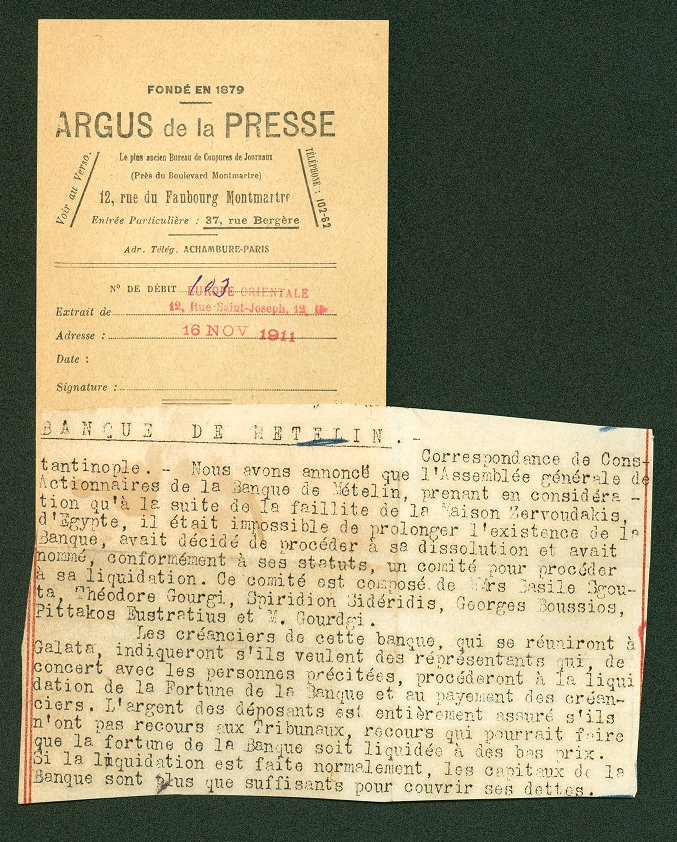 FONDÉ EN 1879
ARGUS de la PRESSE
Le plus ancien Bureau de Coupures de Journaux
(Près du Boulevard Montmartre)
Voir au Verso.
12, rue du Faubourg Montmartre
TÉLÉPHONE : 102-62
Entrée Particulière : 37, rue Bergère
Adr. Télég. ACHAMBURE-PARIS
N° DE DÉBIT 103
EUROPE ORIENTALE
Extrait de 12, Rue Saint-Joseph, 12,
Adresse : 16 NOV 1911
Date :
Signature :
BANQUE DE METELIN.-
Correspondance de Cons-
tantinople. - Nous avons annoncé que l'Assemblée générale de
Actionnaires de la Banque de Mételin, prenant en considéra -
tion qu'à la suite de la faillite de la Maison Zervoudakis,
d'Egypte, il était impossible de prolonger l'existence de la
Banque, avait décidé de procéder à sa dissolution et avait
nommé, conformément à ses statuts, un comité pour procéder
à sa liquidation. Ce comité est composé de Mrs Basile Sgou-
ta, Théodore Gourgi, Spiridion Sidéridis, Georges Boussios,
Pittakos Eustratius et M. Gourdgi.
Les créanciers de cette banque, qui se réuniront à
Galata, indiqueront s'ils veulent des réprésentants qui, de
concert avec les personnes précitées, procéderont à la liqui
dation de la Fortune de la Banque et au payement des créan-
ciers. L'argent des déposants est entièrement assuré s'ils
n'ont pas recours aux Tribunaux, recours qui pourrait faire
que la fortune de la Banque soit liquidée à des bas prix.
Si la liquidation est faite normalement, les capitaux de la
Banque sont plus que suffisants pour couvrir ses dettes.